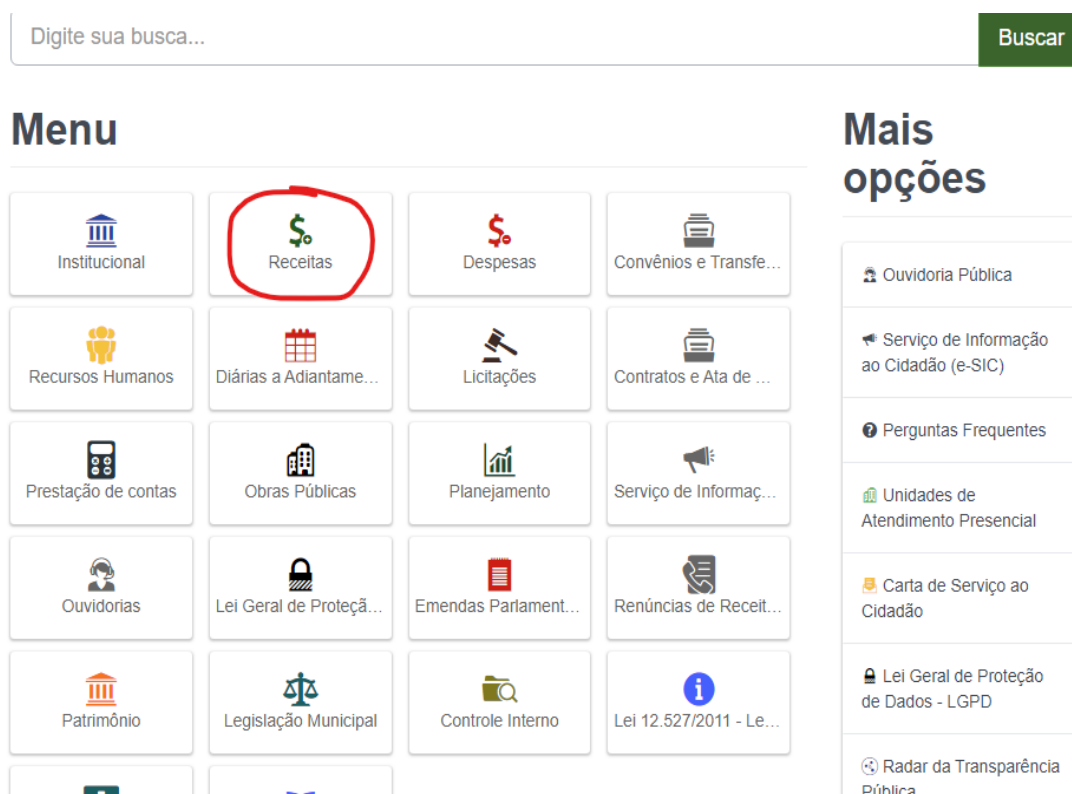 Digite sua busca...
Buscar
Menu
Institucional
Receitas
Despesas
Convênios e Transfe...
Recursos Humanos
Diárias a Adiantame...
Licitações
Contratos e Ata de ...
Prestação de contas
Obras Públicas
Planejamento
Serviço de Informaç...
Ouvidorias
Lei Geral de Proteçã...
Emendas Parlament...
Renúncias de Receit...
Patrimônio
Legislação Municipal
Controle Interno
Lei 12.527/2011 - Le...
Mais
opções
Ouvidoria Pública
Serviço de Informação
ao Cidadão (e-SIC)
Perguntas Frequentes
Unidades de
Atendimento Presencial
Carta de Serviço ao
Cidadão
Lei Geral de Proteção
de Dados - LGPD
Radar da Transparência
Pública